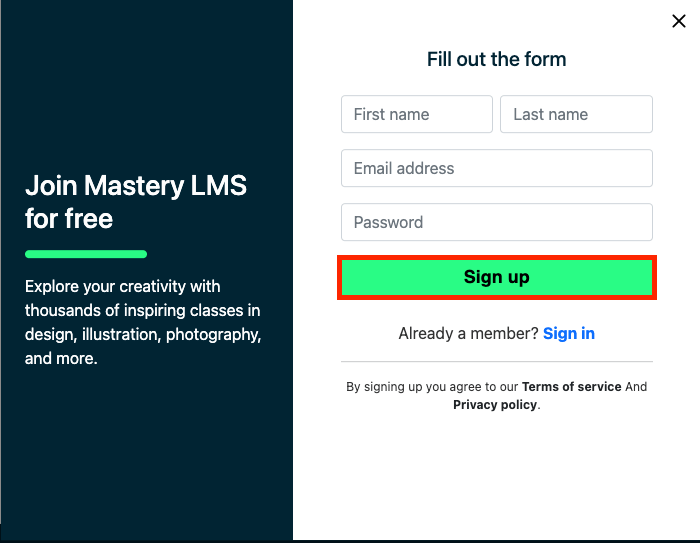 Join Mastery LMS
for free
Explore your creativity with
thousands of inspiring classes in
design, illustration, photography,
and more.
Fill out the form
First name
Last name
Email address
Password
Sign up
Already a member? Sign in
By signing up you agree to our Terms of service And
Privacy policy.